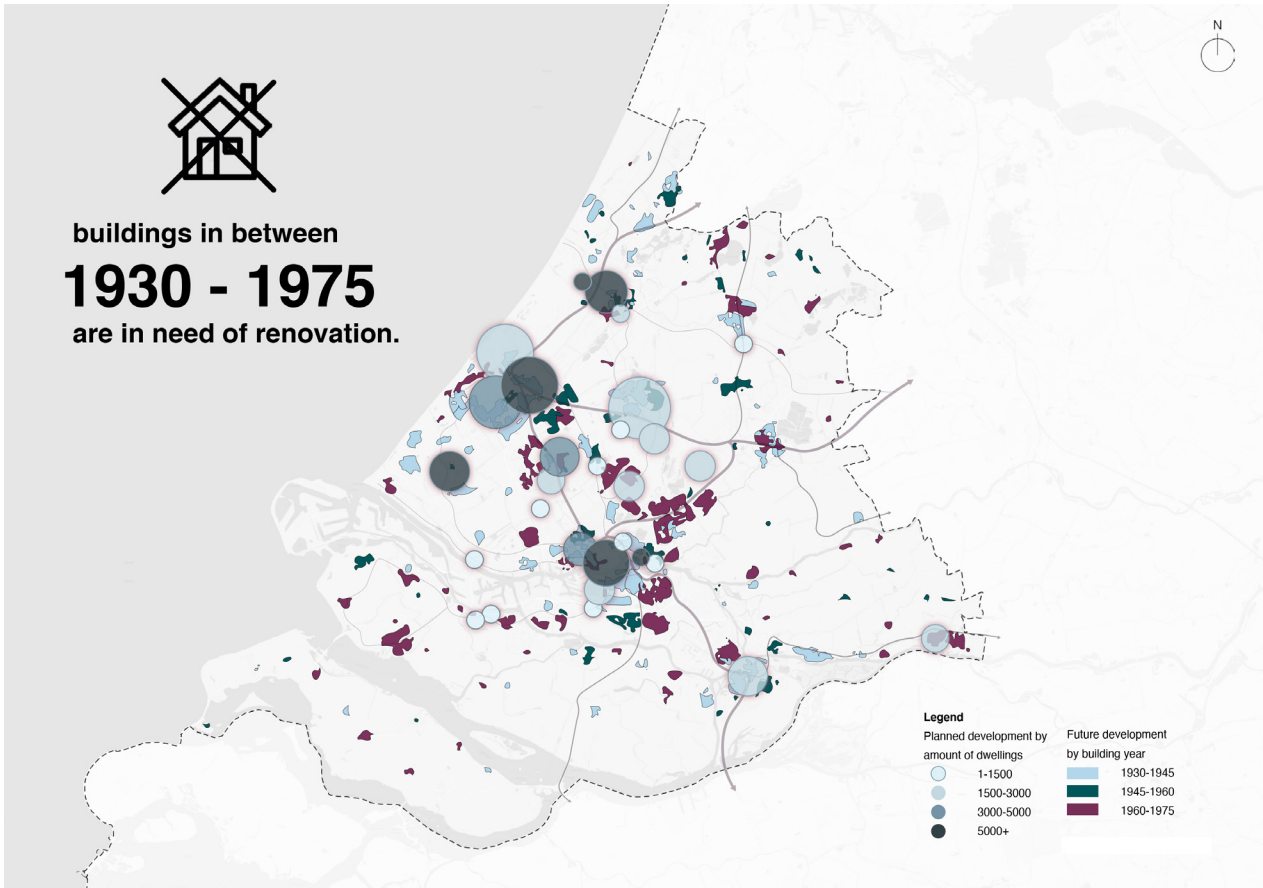 N
buildings in between
1930 - 1975
are in need of renovation.
Legend
Planned development by
amount of dwellings
1-1500
1500-3000
3000-5000
5000+
Future development
by building year
1930-1945
1945-1960
1960-1975